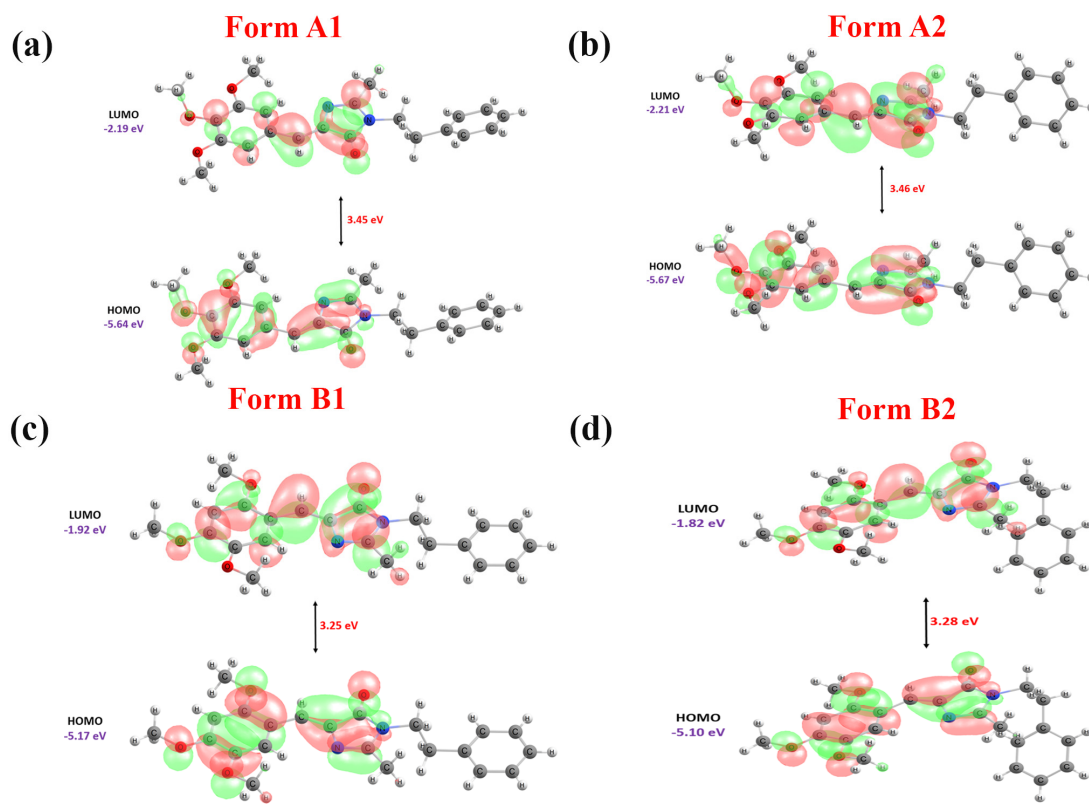 (a)
Form A1
LUMO
-2.19 eV
3.45 eV
HOMO
-5.64 eV
(b)
Form A2
LUMO
-2.21 eV
3.46 eV
HOMO
-5.67 eV
(c)
Form B1
LUMO
-1.92 eV
3.25 eV
HOMO
-5.17 eV
(d)
Form B2
LUMO
-1.82 eV
3.28 eV
HOMO
-5.10 eV